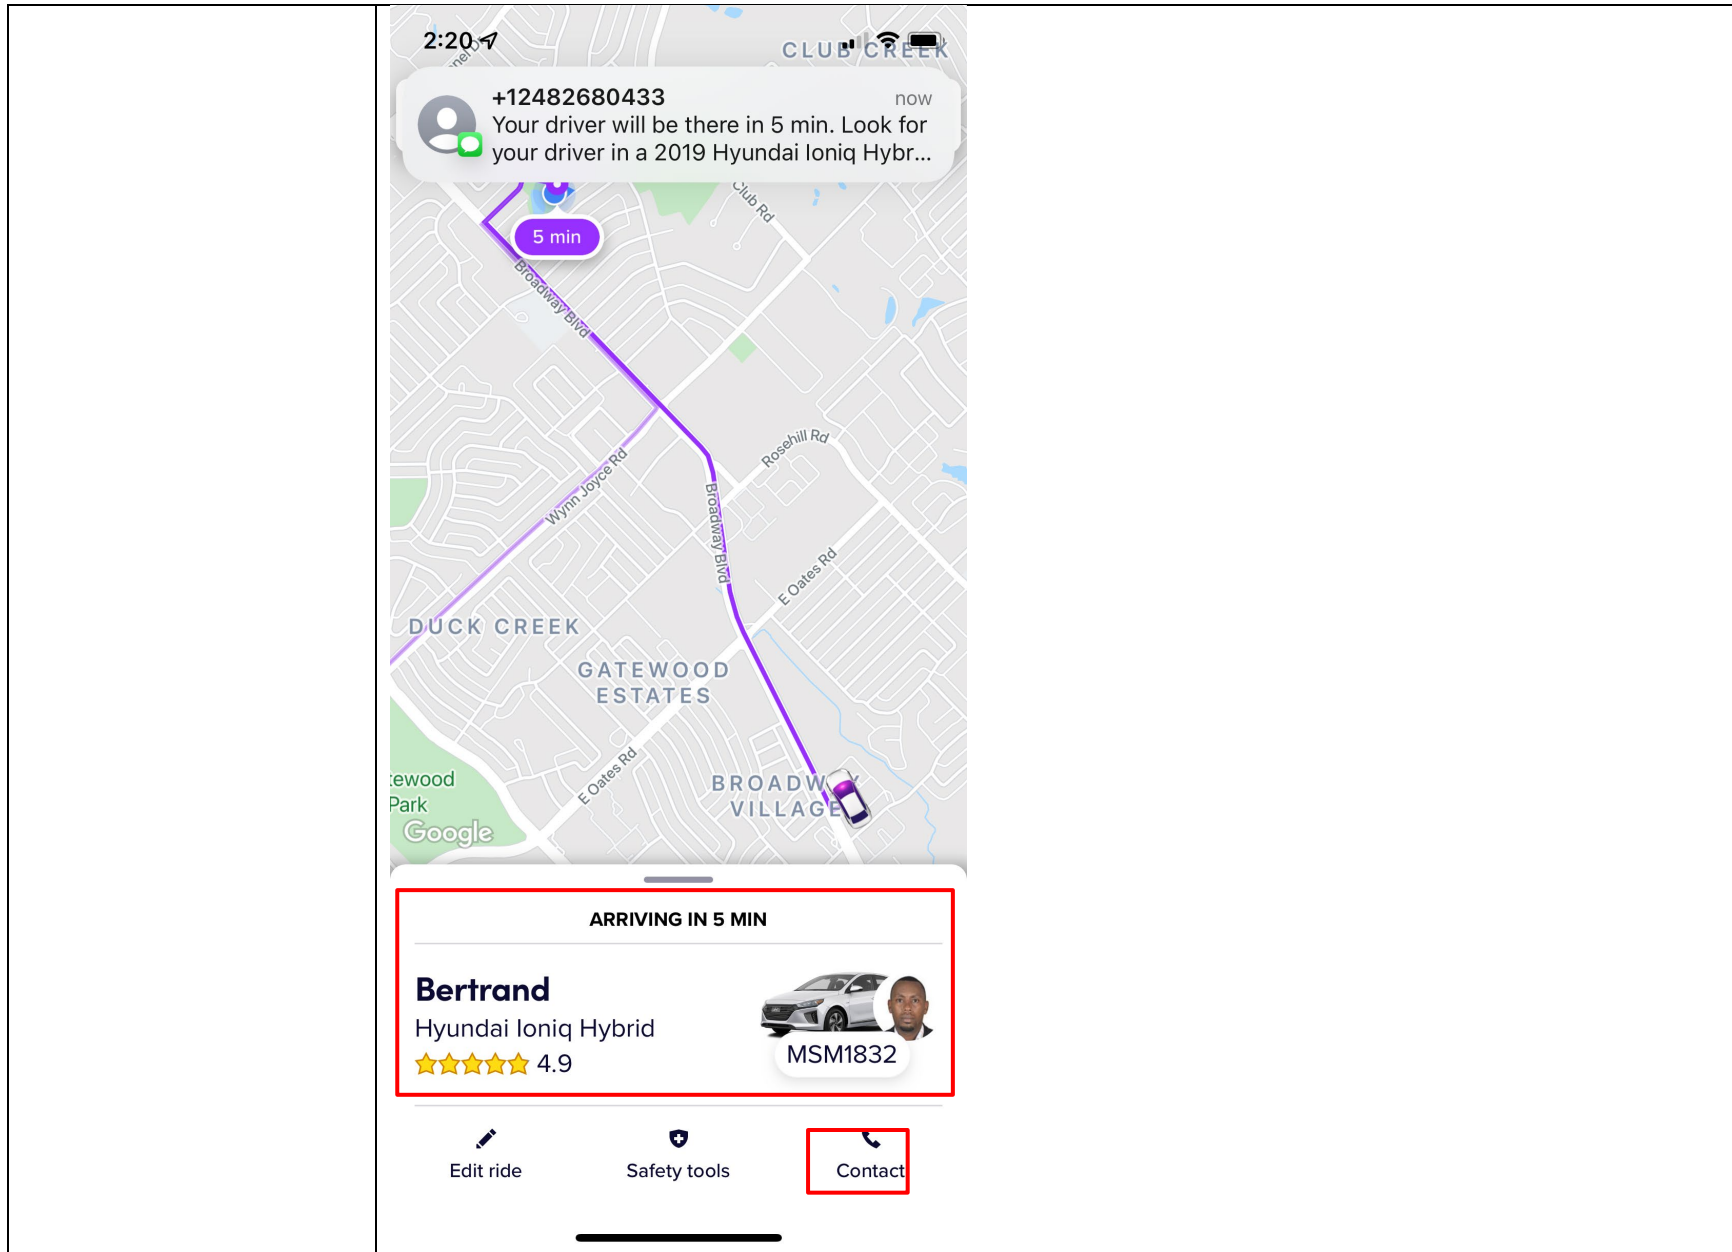 2:20
CLUB CREEK
+12482680433
now
Your driver will be there in 5 min. Look for
your driver in a 2019 Hyundai Ioniq Hybr...
Club Rd
5 min
Broadway Blvd
Rosehill Rd
Wynn Joyce Rd
Broadway Blvd
E Oates Rd
DUCK CREEK
GATEWOOD
ESTATES
E Oates Rd
BROADW
VILLAGE
ewood
Park
Google
ARRIVING IN 5 MIN
Bertrand
Hyundai Ioniq Hybrid
4.9
MSM1832
Edit ride
Safety tools
Contact